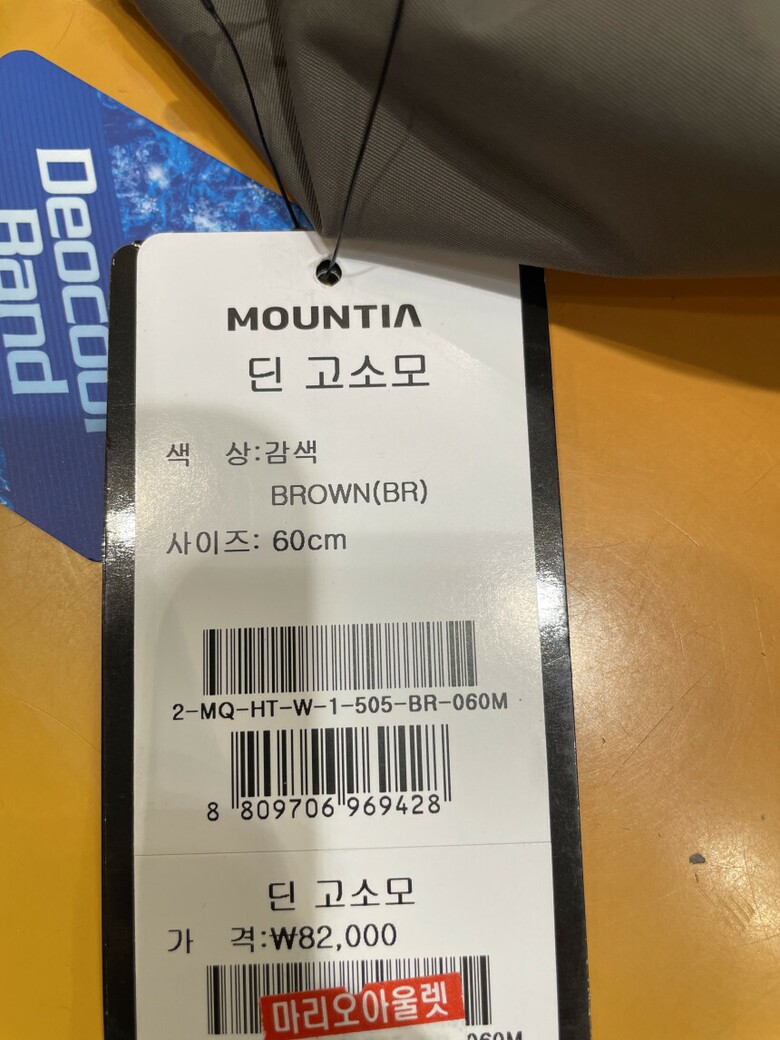 Deocool
Band
MOUNTIA
딘 고소모
색 상:감색
BROWN(BR)
사이즈: 60cm
2-MQ-HT-W-1-505-BR-060M
8 809706 969428
딘 고소모
가 격:₩82,000
마리오아울렛
060M